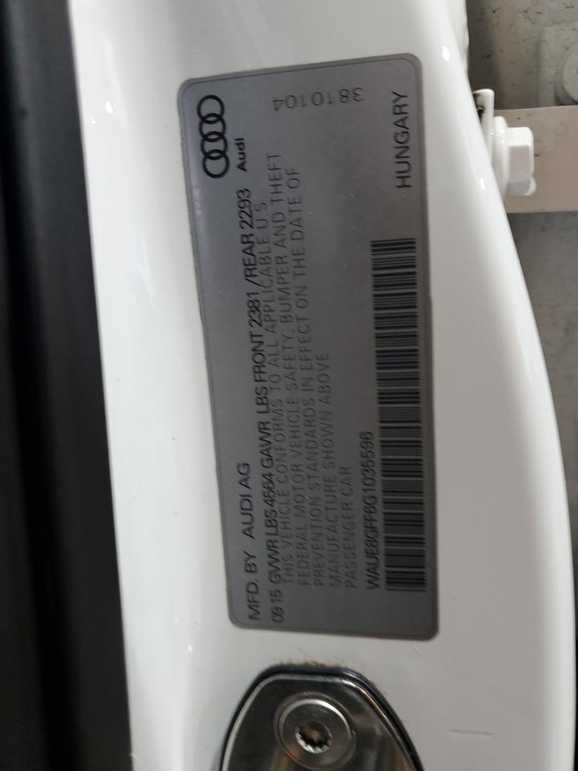 3810104
Audi
MFD. BY AUDI AG
09 15 GVWR LBS 4564 GAWR LBS FRONT 2381 /REAR 2293
THIS VEHICLE CONFORMS TO ALL APPLICABLE U.S.
FEDERAL MOTOR VEHICLE SAFETY, BUMPER AND THEFT
PREVENTION STANDARDS IN EFFECT ON THE DATE OF
MANUFACTURE SHOWN ABOVE
PASSENGER CAR
WAUE8GFF8G1035596
HUNGARY